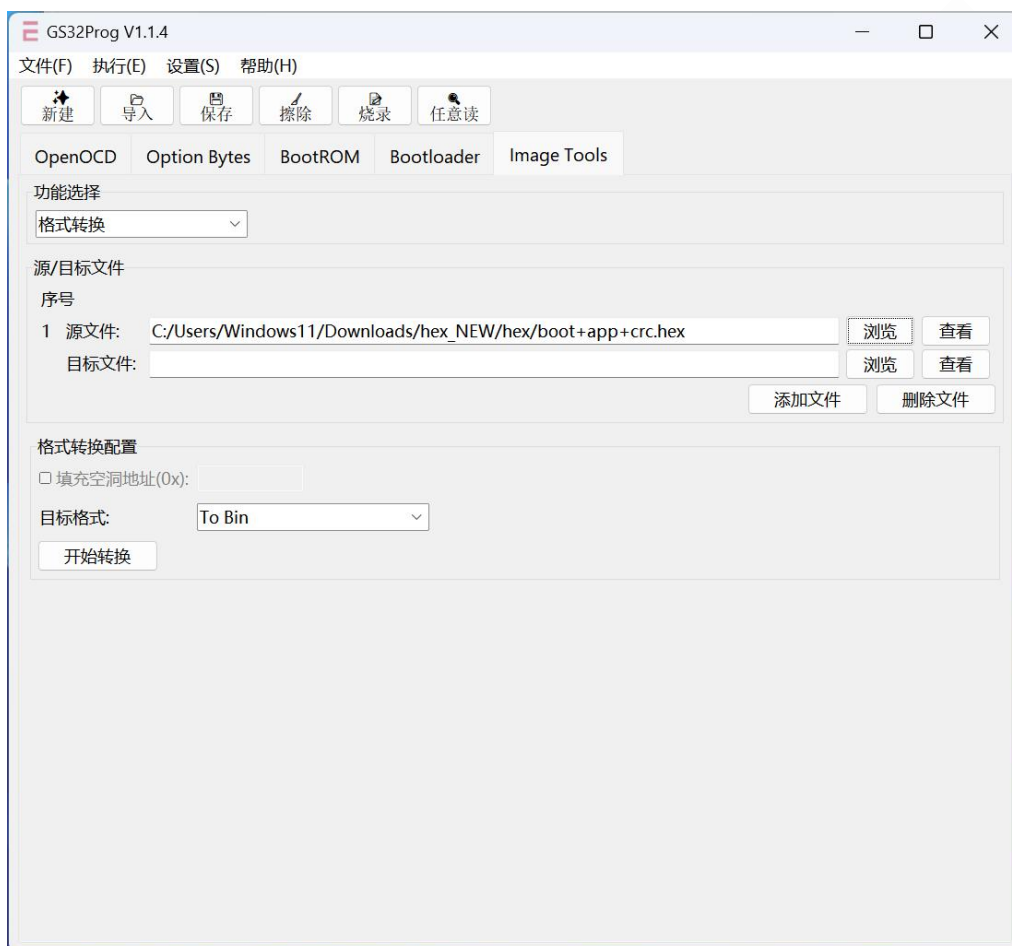 GS32Prog V1.1.4
文件(F) 执行(E) 设置(S) 帮助(H)
新建 导入 保存 擦除 烧录 任意读
OpenOCD Option Bytes BootROM Bootloader Image Tools
功能选择
格式转换
源/目标文件
序号
1 源文件: C:/Users/Windows11/Downloads/hex_NEW/hex/boot+app+crc.hex 浏览 查看
目标文件: 浏览 查看
添加文件 删除文件
格式转换配置
填充空洞地址(0x):
目标格式: To Bin
开始转换